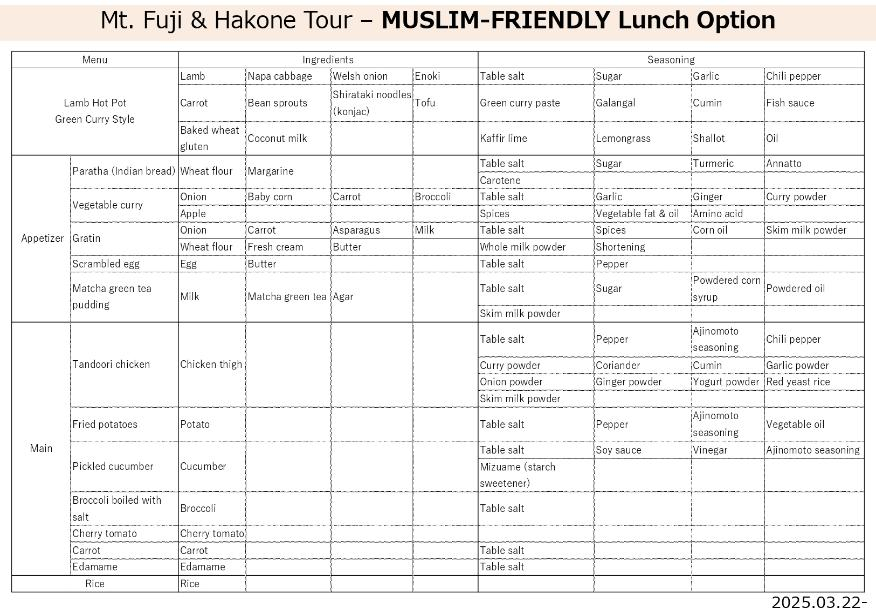 Mt. Fuji & Hakone Tour – MUSLIM-FRIENDLY Lunch Option
Menu Ingredients Seasoning
Lamb Hot Pot
Green Curry Style
Lamb Napa cabbage Welsh onion Enoki Table salt Sugar Garlic Chili pepper
Carrot Bean sprouts Shirataki noodles
(konjac) Tofu Green curry paste Galangal Cumin Fish sauce
Baked wheat
gluten Coconut milk Kaffir lime Lemongrass Shallot Oil
Appetizer
Paratha (Indian bread) Wheat flour Margarine Table salt Sugar Turmeric Annatto
Carotene
Vegetable curry
Onion Baby corn Carrot Broccoli Table salt Garlic Ginger Curry powder
Apple Spices Vegetable fat & oil Amino acid
Gratin
Onion Carrot Asparagus Milk Table salt Spices Corn oil Skim milk powder
Wheat flour Fresh cream Butter Whole milk powder Shortening
Scrambled egg Egg Butter Table salt Pepper
Matcha green tea
pudding
Milk Matcha green tea Agar Table salt Sugar Powdered corn
syrup Powdered oil
Skim milk powder
Main
Tandoori chicken Chicken thigh
Table salt Pepper Ajinomoto
seasoning Chili pepper
Curry powder Coriander Cumin Garlic powder
Onion powder Ginger powder Yogurt powder Red yeast rice
Skim milk powder
Fried potatoes Potato Table salt Pepper Ajinomoto
seasoning Vegetable oil
Pickled cucumber Cucumber
Table salt Soy sauce Vinegar Ajinomoto seasoning
Mizuame (starch
sweetener)
Broccoli boiled with
salt
Broccoli Table salt
Cherry tomato Cherry tomato
Carrot Carrot Table salt
Edamame Edamame Table salt
Rice Rice
2025.03.22-